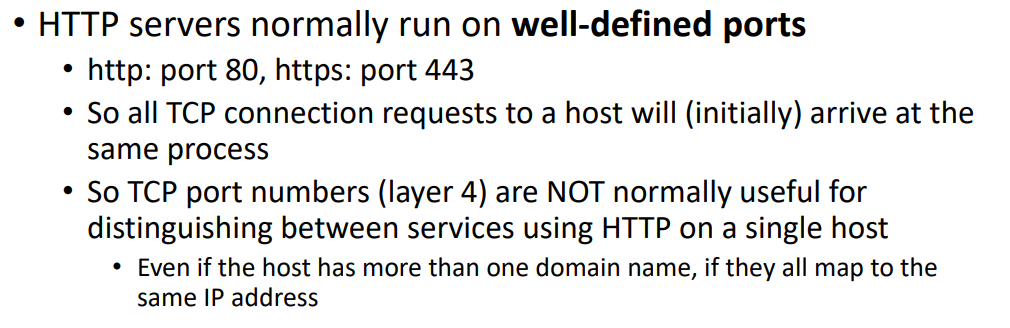 • HTTP servers normally run on well-defined ports
• http: port 80, https: port 443
• So all TCP connection requests to a host will (initially) arrive at the
same process
• So TCP port numbers (layer 4) are NOT normally useful for
distinguishing between services using HTTP on a single host
• Even if the host has more than one domain name, if they all map to the
same IP address